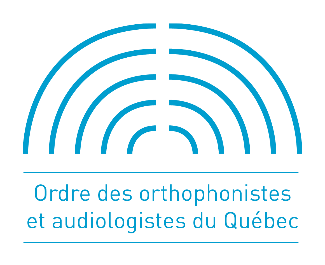 Ordre des orthophonistes
et audiologistes du Québec